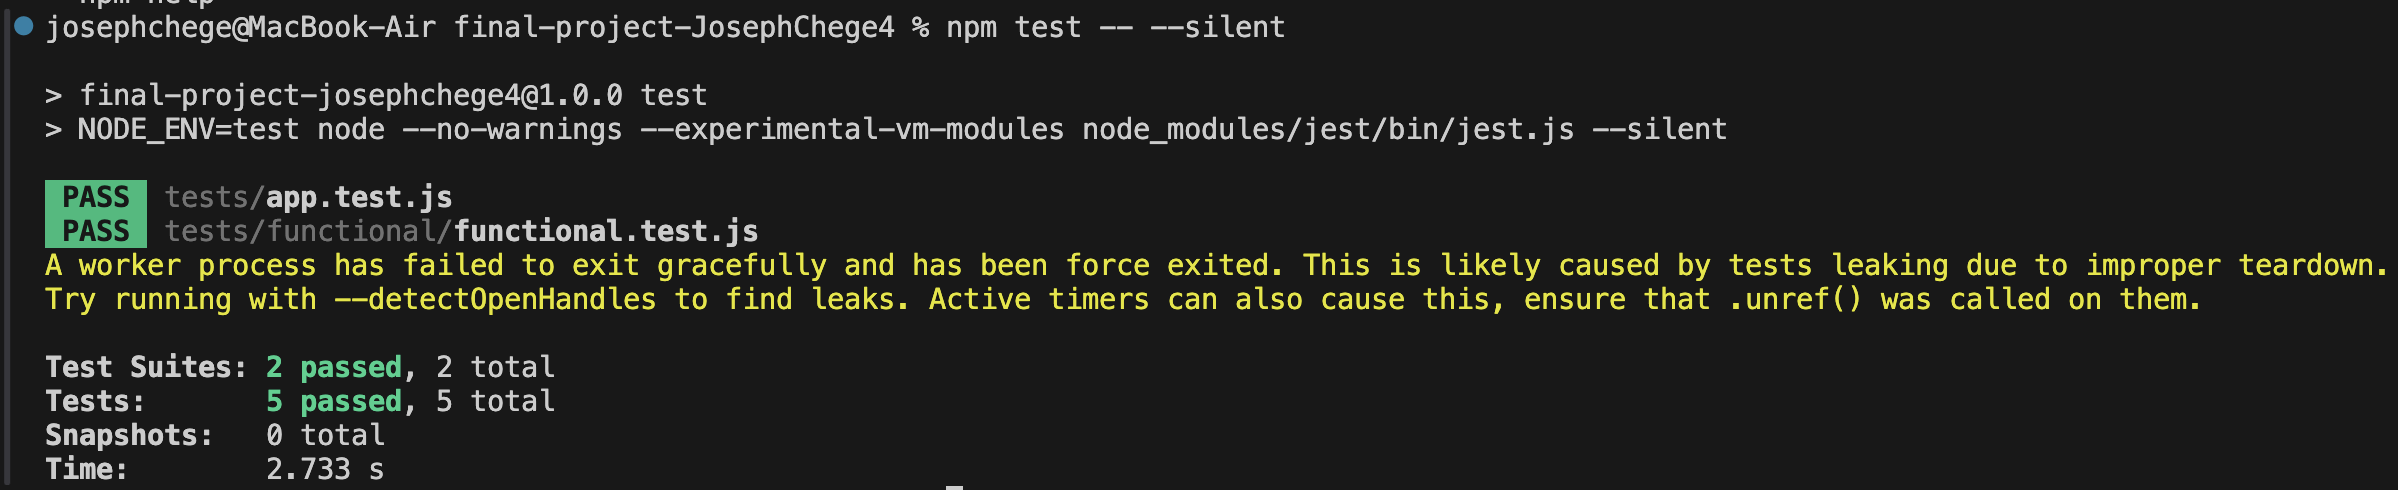 npm help
josephchege@MacBook-Air final-project-JosephChege4 % npm test -- --silent
> final-project-josephchege4@1.0.0 test
> NODE_ENV=test node --no-warnings --experimental-vm-modules node_modules/jest/bin/jest.js --silent
PASS tests/app.test.js
PASS tests/functional/functional.test.js
A worker process has failed to exit gracefully and has been force exited. This is likely caused by tests leaking due to improper teardown.
Try running with --detectOpenHandles to find leaks. Active timers can also cause this, ensure that .unref() was called on them.
Test Suites: 2 passed, 2 total
Tests: 5 passed, 5 total
Snapshots: 0 total
Time: 2.733 s